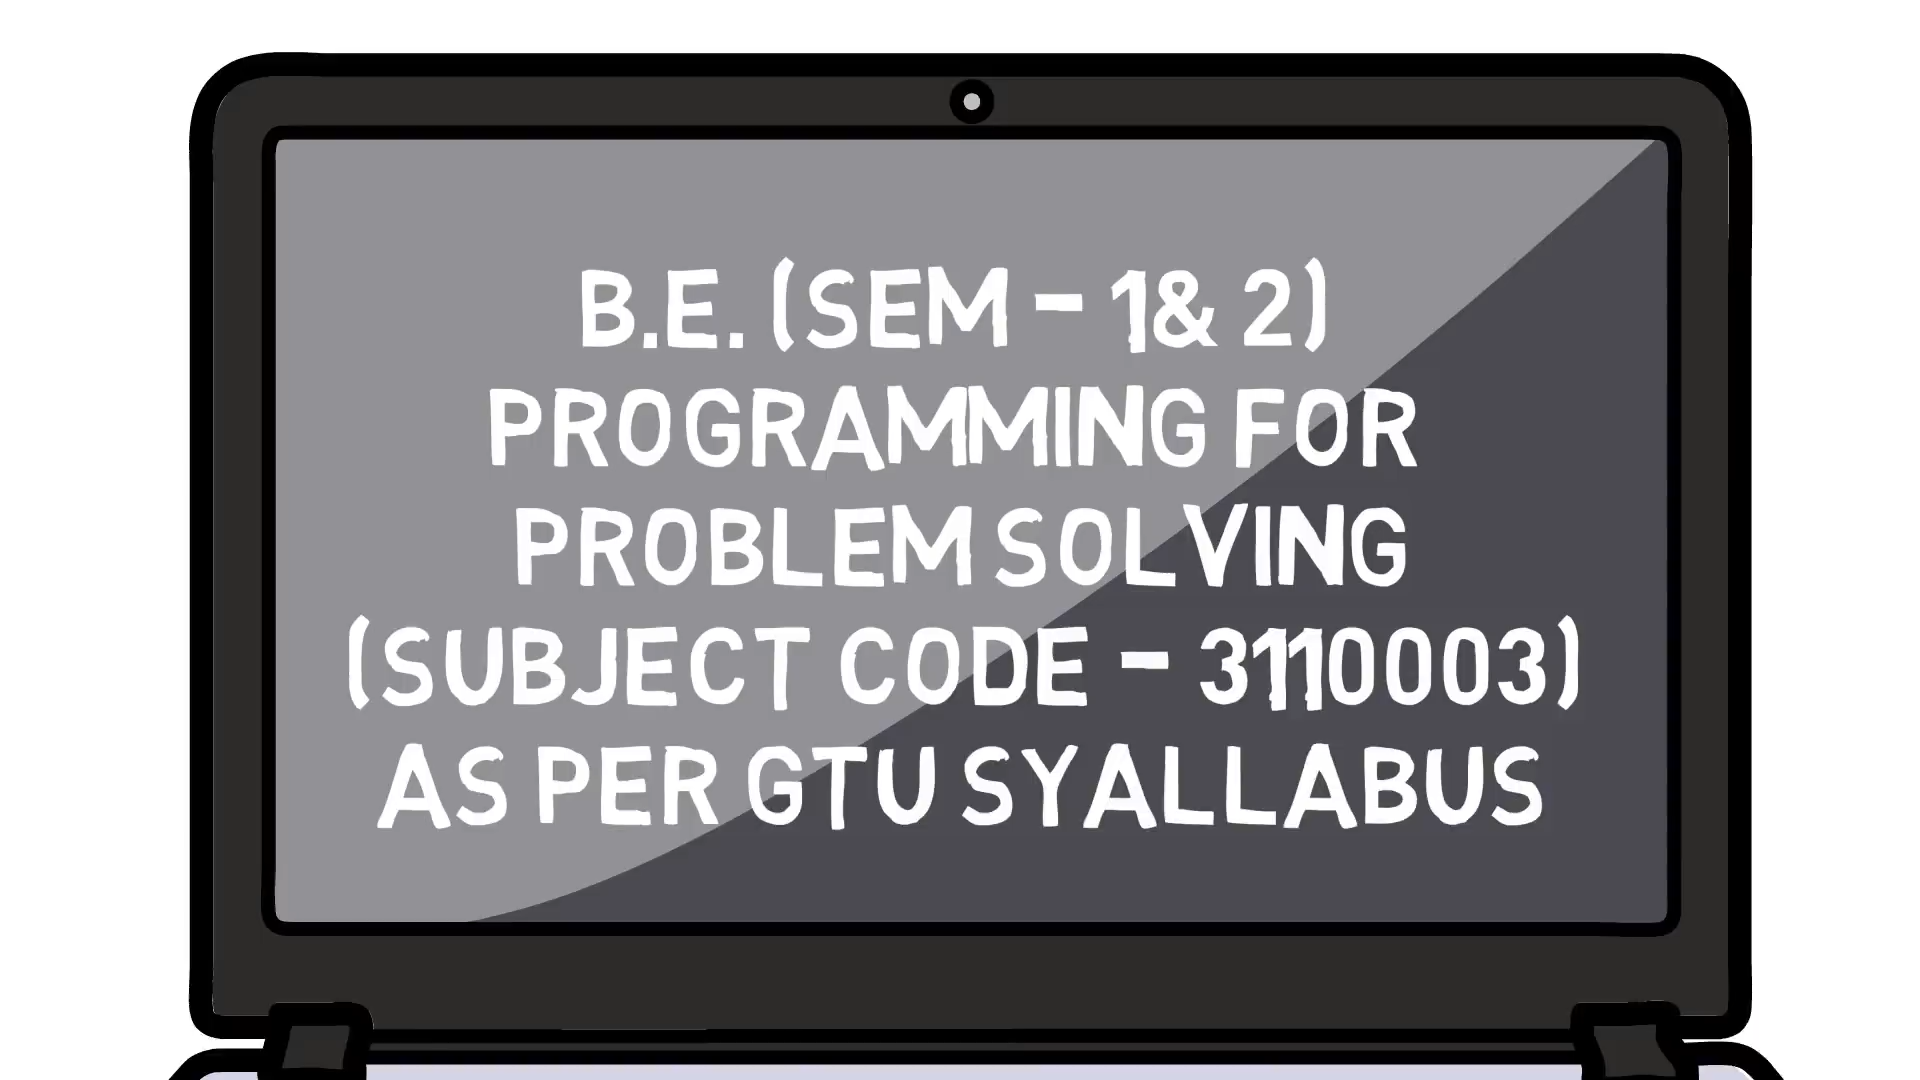 B.E. (SEM - 1& 2)
PROGRAMMING FOR
PROBLEM SOLVING
(SUBJECT CODE - 3110003)
AS PER GTU SYALLABUS